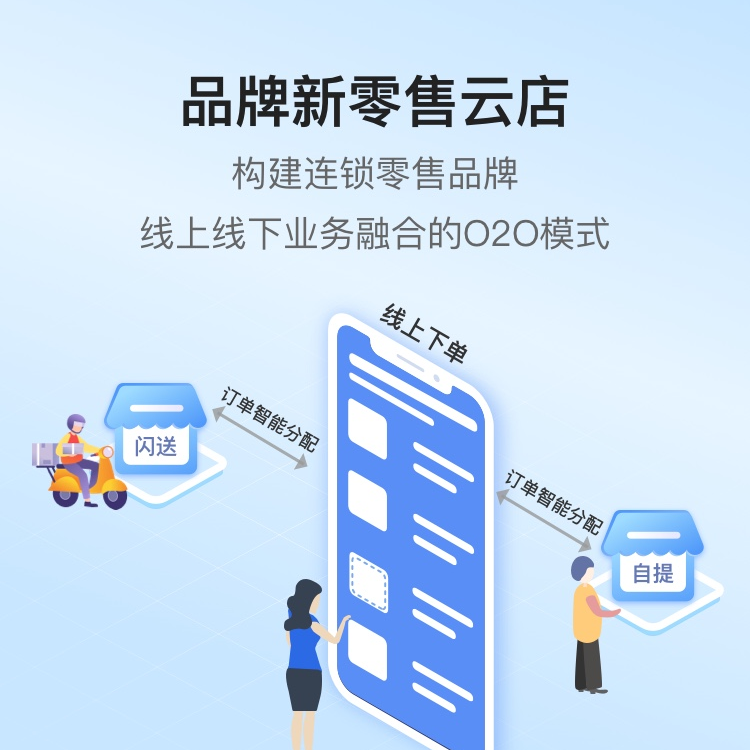 品牌新零售云店
构建连锁零售品牌
线上线下业务融合的O2O模式
线上下单
订单智能分配
闪送
订单智能分配
自提